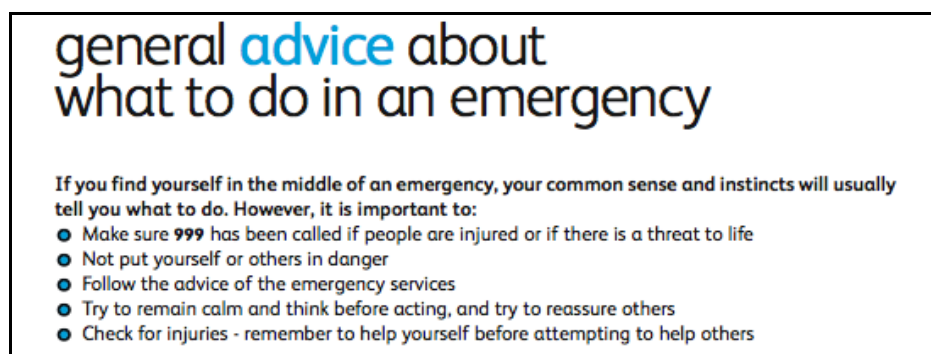 general advice about
what to do in an emergency
If you find yourself in the middle of an emergency, your common sense and instincts will usually
tell you what to do. However, it is important to:
Make sure 999 has been called if people are injured or if there is a threat to life
Not put yourself or others in danger
Follow the advice of the emergency services
Try to remain calm and think before acting, and try to reassure others
Check for injuries - remember to help yourself before attempting to help others